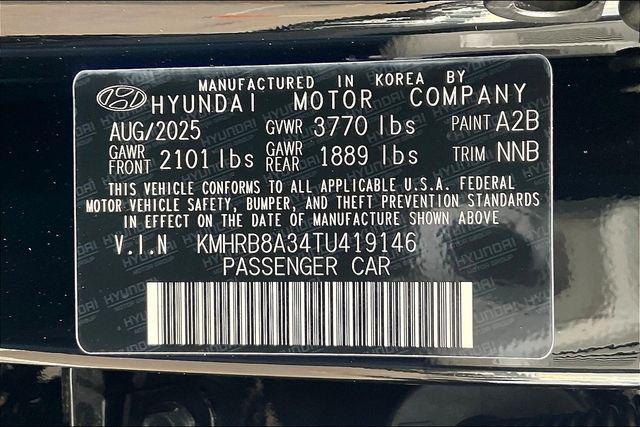 MANUFACTURED IN KOREA BY
HYUNDAI MOTOR COMPANY
AUG/2025 GVWR 3770 lbs PAINT A2B
GAWR FRONT 2101 lbs GAWR REAR 1889 lbs TRIM NNB
THIS VEHICLE CONFORMS TO ALL APPLICABLE U.S.A. FEDERAL
MOTOR VEHICLE SAFETY, BUMPER, AND THEFT PREVENTION STANDARDS
IN EFFECT ON THE DATE OF MANUFACTURE SHOWN ABOVE
V.I.N KMHRB8A34TU419146
PASSENGER CAR